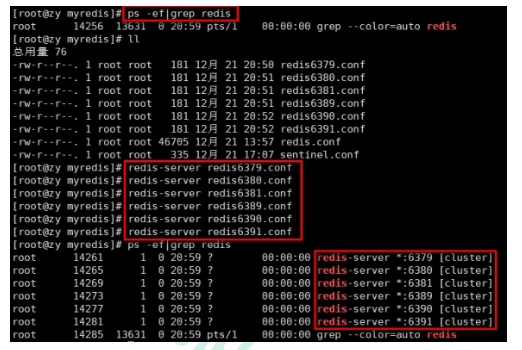 [root@zy myredis]# ps -ef|grep redis
root 14256 13631 0 20:59 pts/1 00:00:00 grep --color=auto redis
[root@zy myredis]# ll
总用量 76
-rw-r--r--. 1 root root 181 12月 21 20:50 redis6379.conf
-rw-r--r--. 1 root root 181 12月 21 20:51 redis6380.conf
-rw-r--r--. 1 root root 181 12月 21 20:51 redis6381.conf
-rw-r--r--. 1 root root 181 12月 21 20:51 redis6389.conf
-rw-r--r--. 1 root root 181 12月 21 20:52 redis6390.conf
-rw-r--r--. 1 root root 181 12月 21 20:52 redis6391.conf
-rw-r--r--. 1 root root 46705 12月 21 13:57 redis.conf
-rw-r--r--. 1 root root 335 12月 21 17:07 sentinel.conf
[root@zy myredis]# redis-server redis6379.conf
[root@zy myredis]# redis-server redis6380.conf
[root@zy myredis]# redis-server redis6381.conf
[root@zy myredis]# redis-server redis6389.conf
[root@zy myredis]# redis-server redis6390.conf
[root@zy myredis]# redis-server redis6391.conf
[root@zy myredis]# ps -ef|grep redis
root 14261 1 0 20:59 ? 00:00:00 redis-server *:6379 [cluster]
root 14265 1 0 20:59 ? 00:00:00 redis-server *:6380 [cluster]
root 14269 1 0 20:59 ? 00:00:00 redis-server *:6381 [cluster]
root 14273 1 0 20:59 ? 00:00:00 redis-server *:6389 [cluster]
root 14277 1 0 20:59 ? 00:00:00 redis-server *:6390 [cluster]
root 14281 1 0 20:59 ? 00:00:00 redis-server *:6391 [cluster]
root 14285 13631 0 20:59 pts/1 00:00:00 grep --color=auto redis